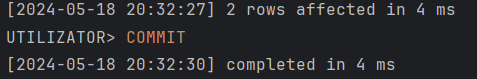 [2024-05-18 20:32:27] 2 rows affected in 4 ms
UTILIZATOR> COMMIT
[2024-05-18 20:32:30] completed in 4 ms